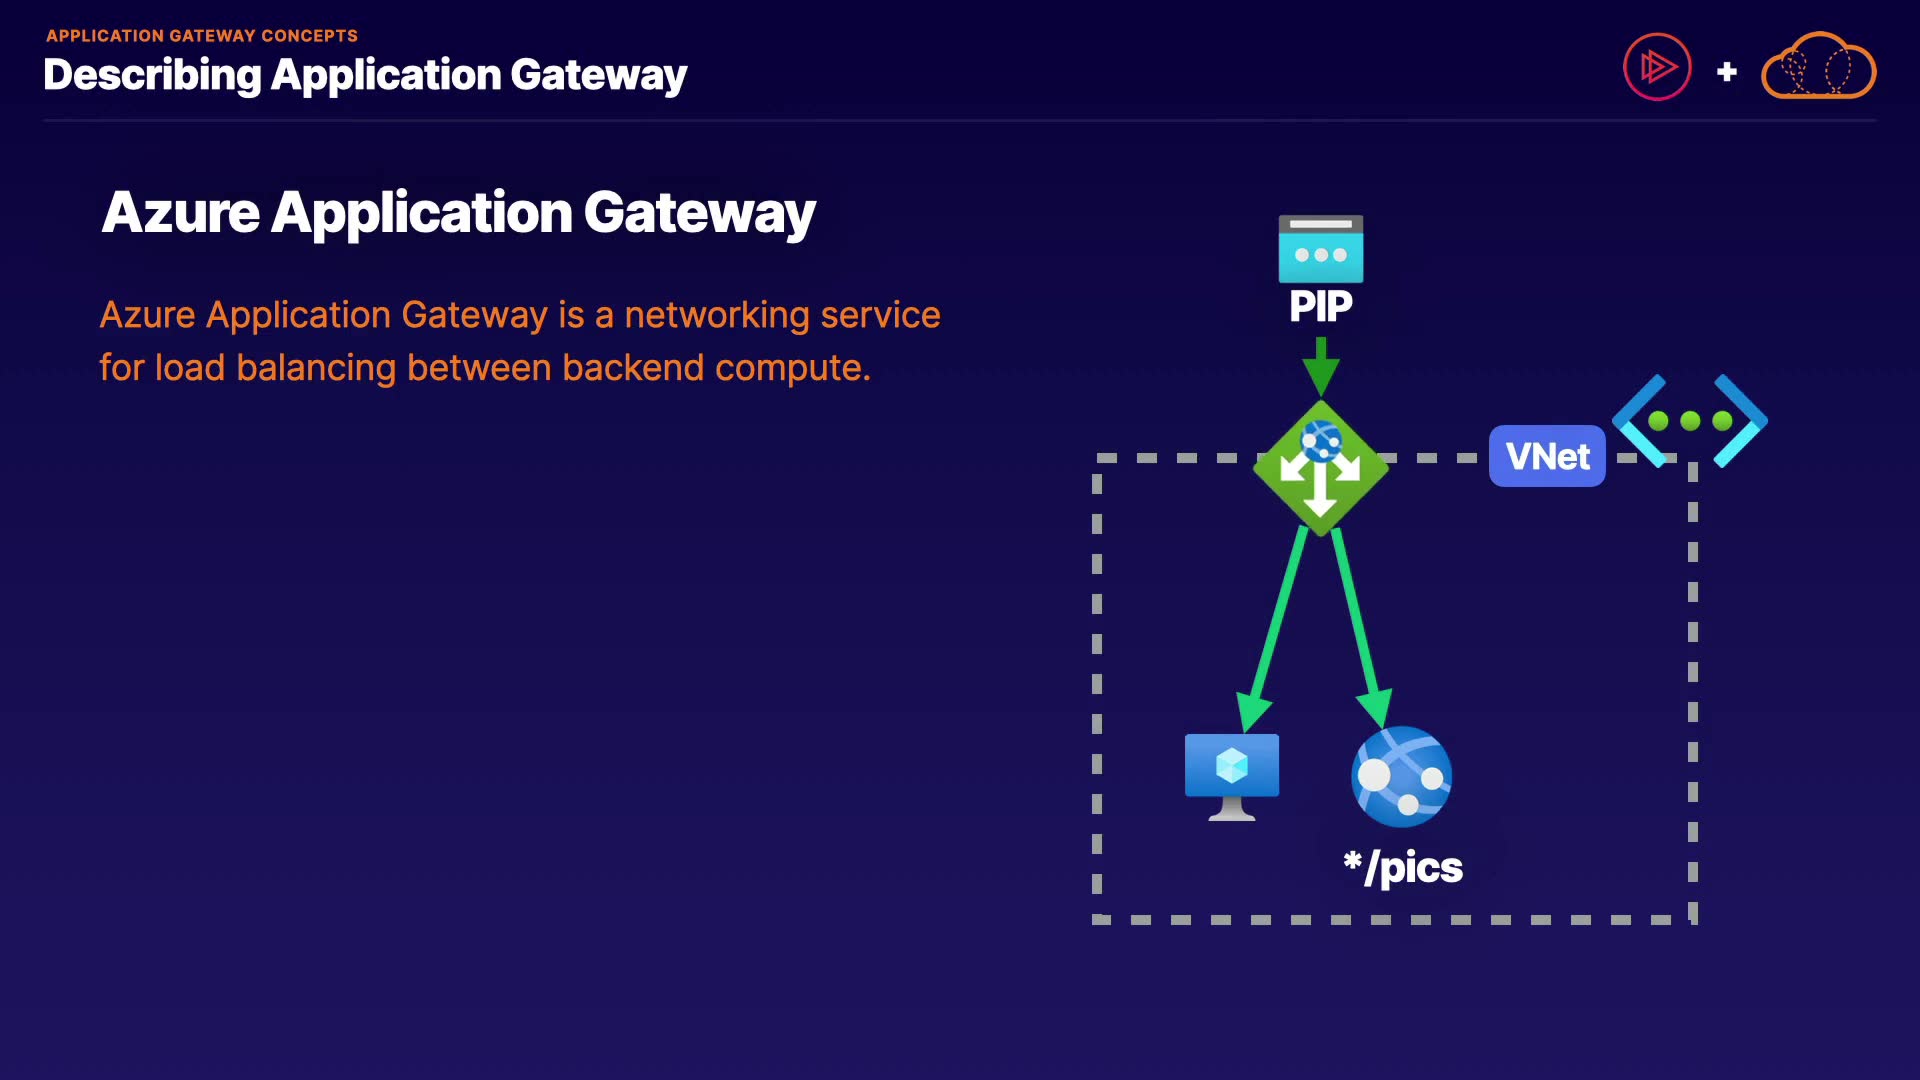 APPLICATION GATEWAY CONCEPTS
Describing Application Gateway
+
Azure Application Gateway
Azure Application Gateway is a networking service
for load balancing between backend compute.
PIP
VNet
*/pics